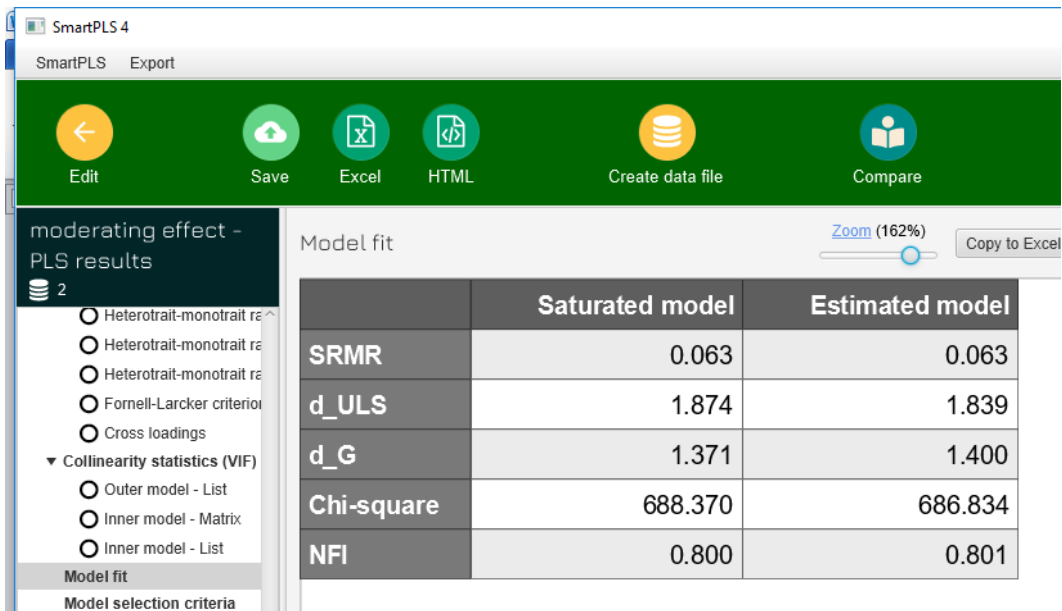 SmartPLS 4
SmartPLS Export
Edit Save Excel HTML Create data file Compare
moderating effect -
PLS results
2
Model fit
Zoom (162%)
Copy to Excel
Heterotrait-monotrait ra
Heterotrait-monotrait ra
Heterotrait-monotrait ra
Fornell-Larcker criterion
Cross loadings
Collinearity statistics (VIF)
Outer model - List
Inner model - Matrix
Inner model - List
Model fit
Model selection criteria
Saturated model Estimated model
SRMR 0.063 0.063
d_ULS 1.874 1.839
d_G 1.371 1.400
Chi-square 688.370 686.834
NFI 0.800 0.801